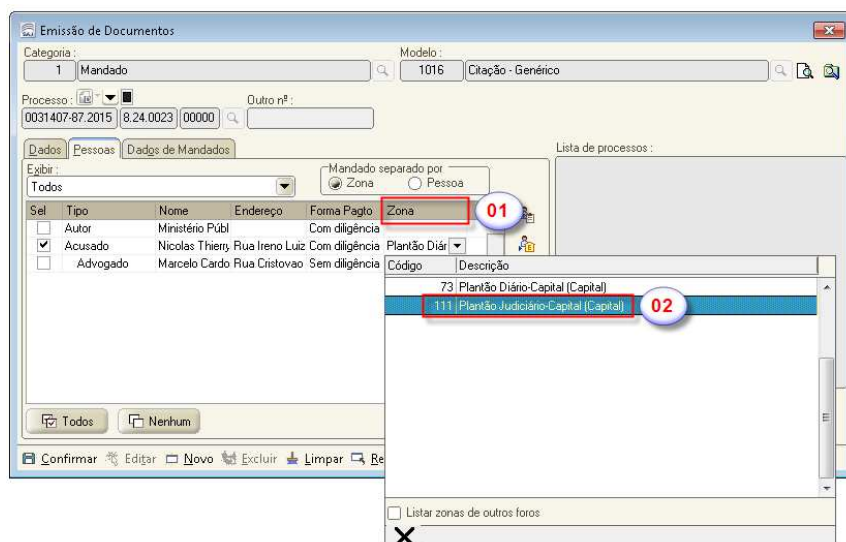 Emissão de Documentos
Categoria : Modelo :
1 Mandado 1016 Citação - Genérico
Processo : Outro nº :
0031407-87.2015 8.24.0023 00000
Dados Pessoas Dados de Mandados Lista de processos :
Exibir : Mandado separado por
Todos Zona Pessoa
Sel Tipo Nome Endereço Forma Pagto Zona 01
Autor Ministério Públ Com diligência
Acusado Nicolas Thierry Rua Ireno Luiz Com diligência Plantão Diár
Advogado Marcelo Cardo Rua Cristovao Sem diligência
Código Descrição
73 Plantão Diário-Capital (Capital)
111 Plantão Judiciário-Capital (Capital) 02
Todos Nenhum
Confirmar Editar Novo Excluir Limpar Re
Listar zonas de outros foros